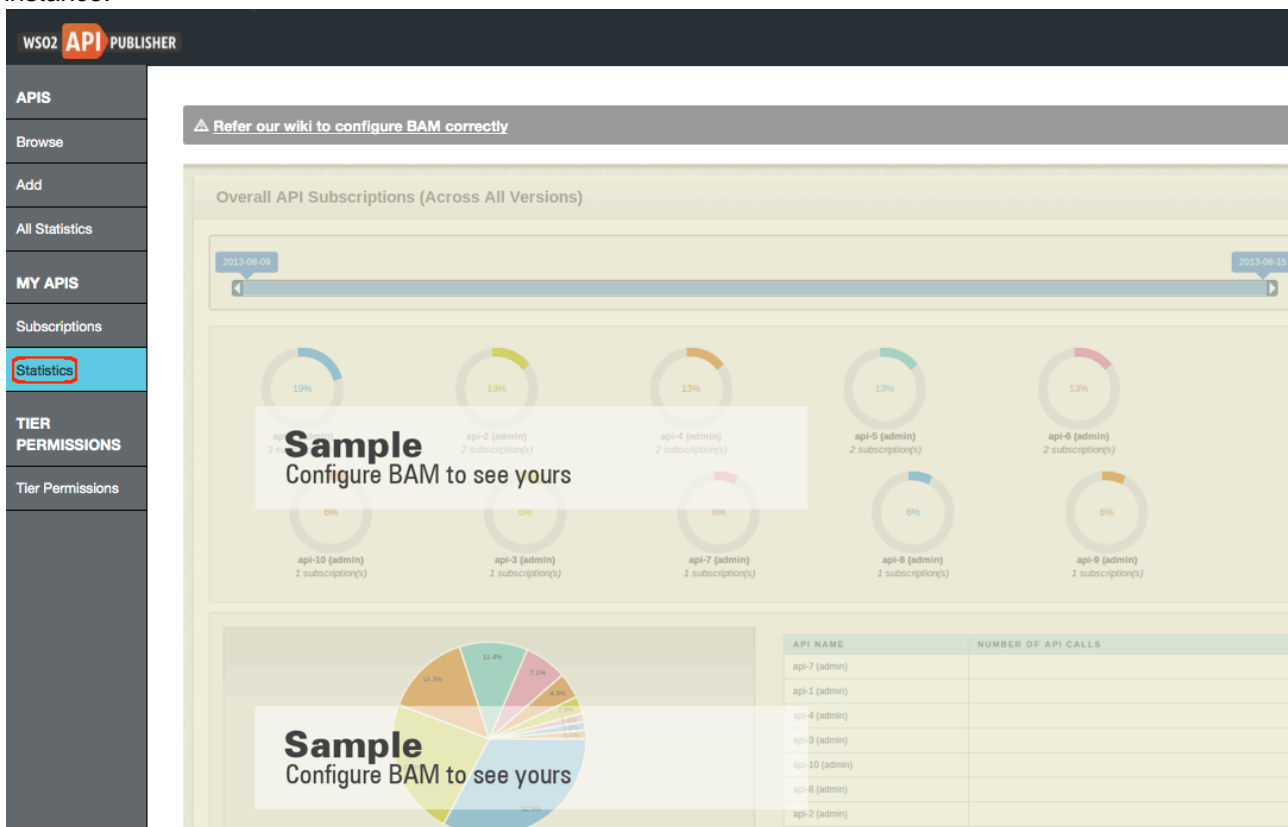 WSO2 API PUBLISHER
APIS
Browse
Add
All Statistics
MY APIS
Subscriptions
Statistics
TIER
PERMISSIONS
Tier Permissions
Refer our wiki to configure BAM correctly
Overall API Subscriptions (Across All Versions)
2013-08-09 2013-08-15
19% 13% 13% 13% 13%
api-2 (admin) api-4 (admin) api-5 (admin) api-6 (admin)
2 subscription(s) 2 subscription(s) 2 subscription(s) 2 subscription(s)
Sample
Configure BAM to see yours
6% 6% 6% 6% 6%
api-10 (admin) api-3 (admin) api-7 (admin) api-8 (admin) api-9 (admin)
1 subscription(s) 1 subscription(s) 1 subscription(s) 1 subscription(s) 1 subscription(s)
14.3% 11.4% 7.1% 4.3%
Sample
Configure BAM to see yours
API NAME NUMBER OF API CALLS
api-7 (admin)
api-1 (admin)
api-4 (admin)
api-3 (admin)
api-10 (admin)
api-8 (admin)
api-2 (admin)